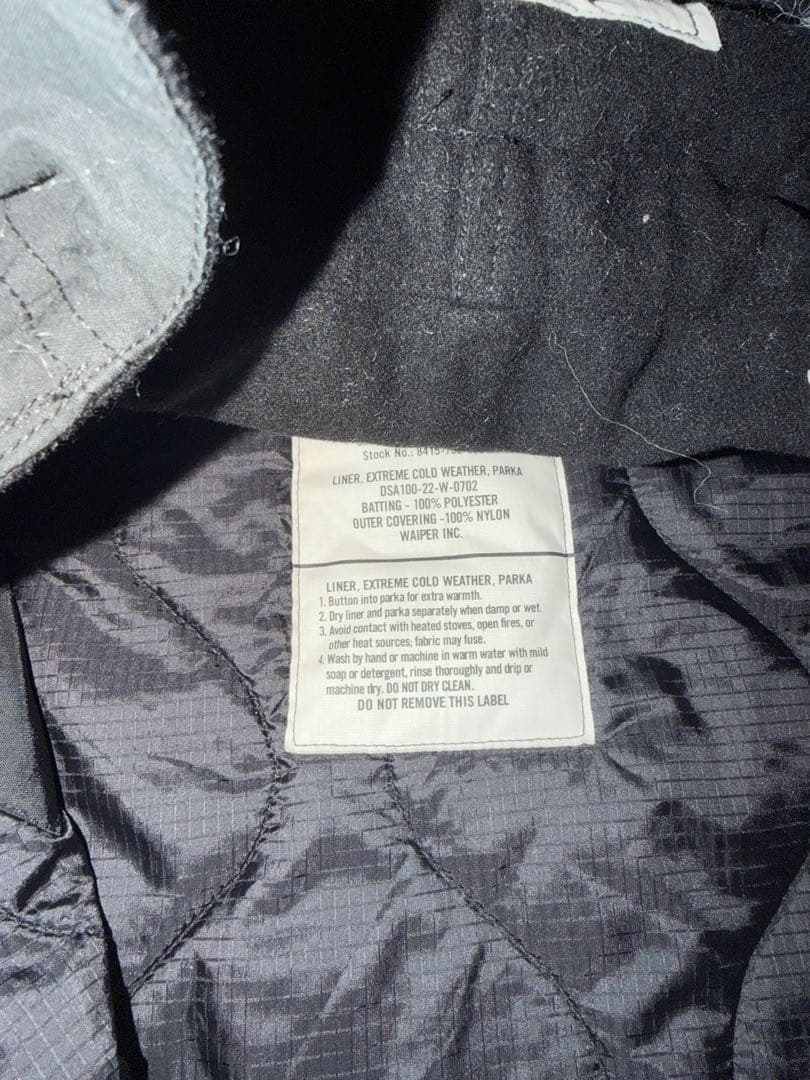 Stock No.: 8415-
LINER, EXTREME COLD WEATHER, PARKA
DSA100-22-W-0702
BATTING - 100% POLYESTER
OUTER COVERING -100% NYLON
WAIPER INC.
LINER, EXTREME COLD WEATHER, PARKA
1. Button into parka for extra warmth.
2. Dry liner and parka separately when damp or wet.
3. Avoid contact with heated stoves, open fires, or
other heat sources; fabric may fuse.
4. Wash by hand or machine in warm water with mild
soap or detergent, rinse thoroughly and drip or
machine dry. DO NOT DRY CLEAN.
DO NOT REMOVE THIS LABEL